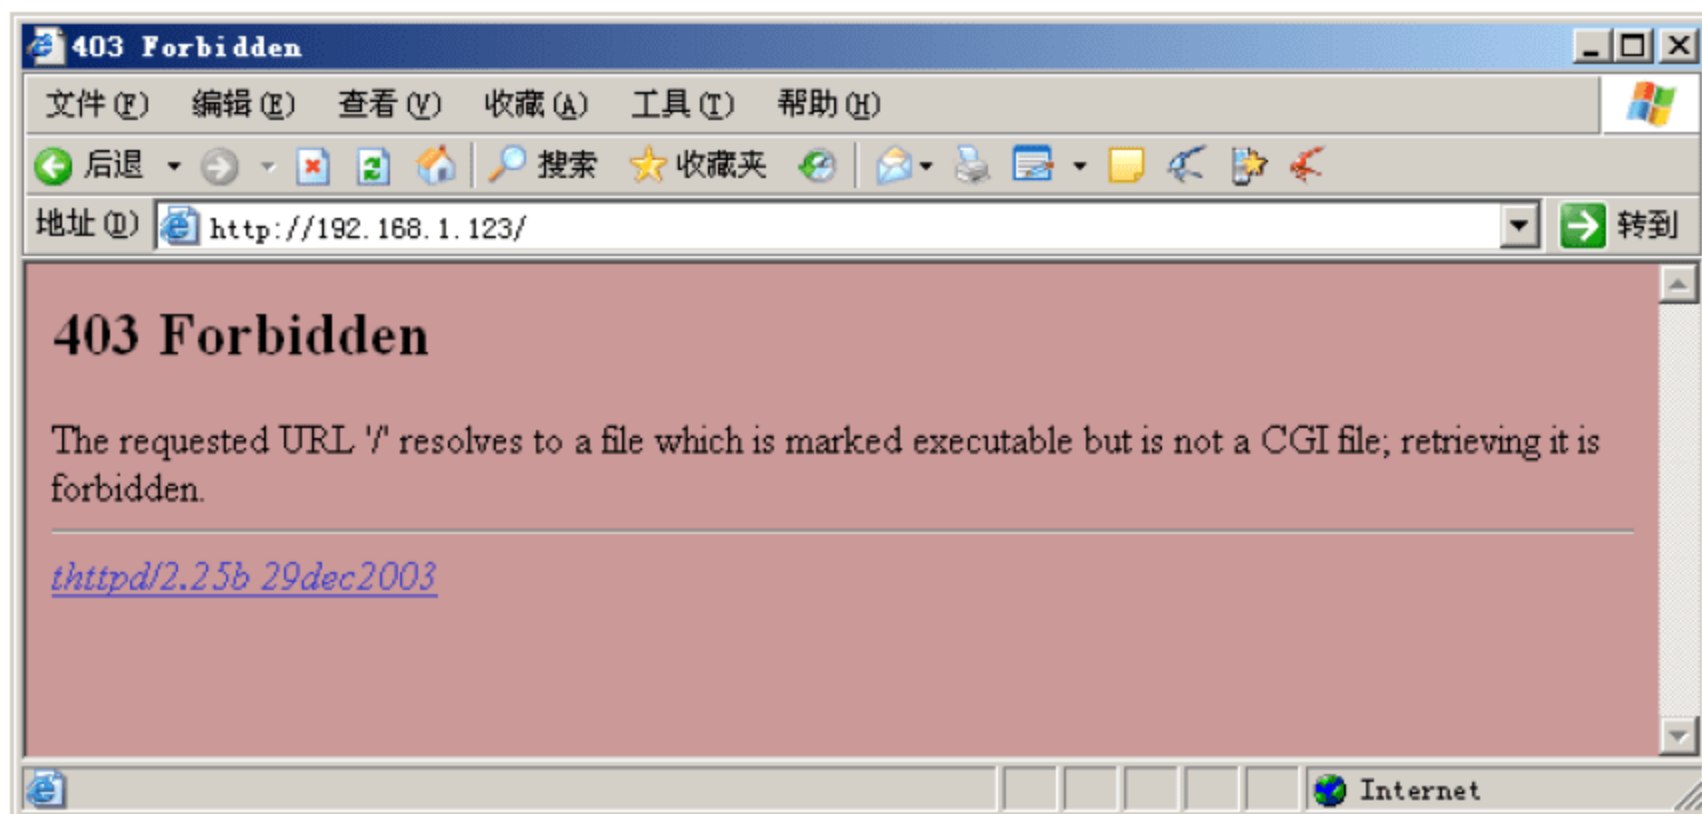 403 Forbidden
文件(F) 编辑(E) 查看(V) 收藏(A) 工具(T) 帮助(H)
后退 搜索 收藏夹
地址(D) http://192.168.1.123/ 转到
403 Forbidden
The requested URL '/' resolves to a file which is marked executable but is not a CGI file; retrieving it is
forbidden.
thttpd/2.25b 29dec2003
Internet